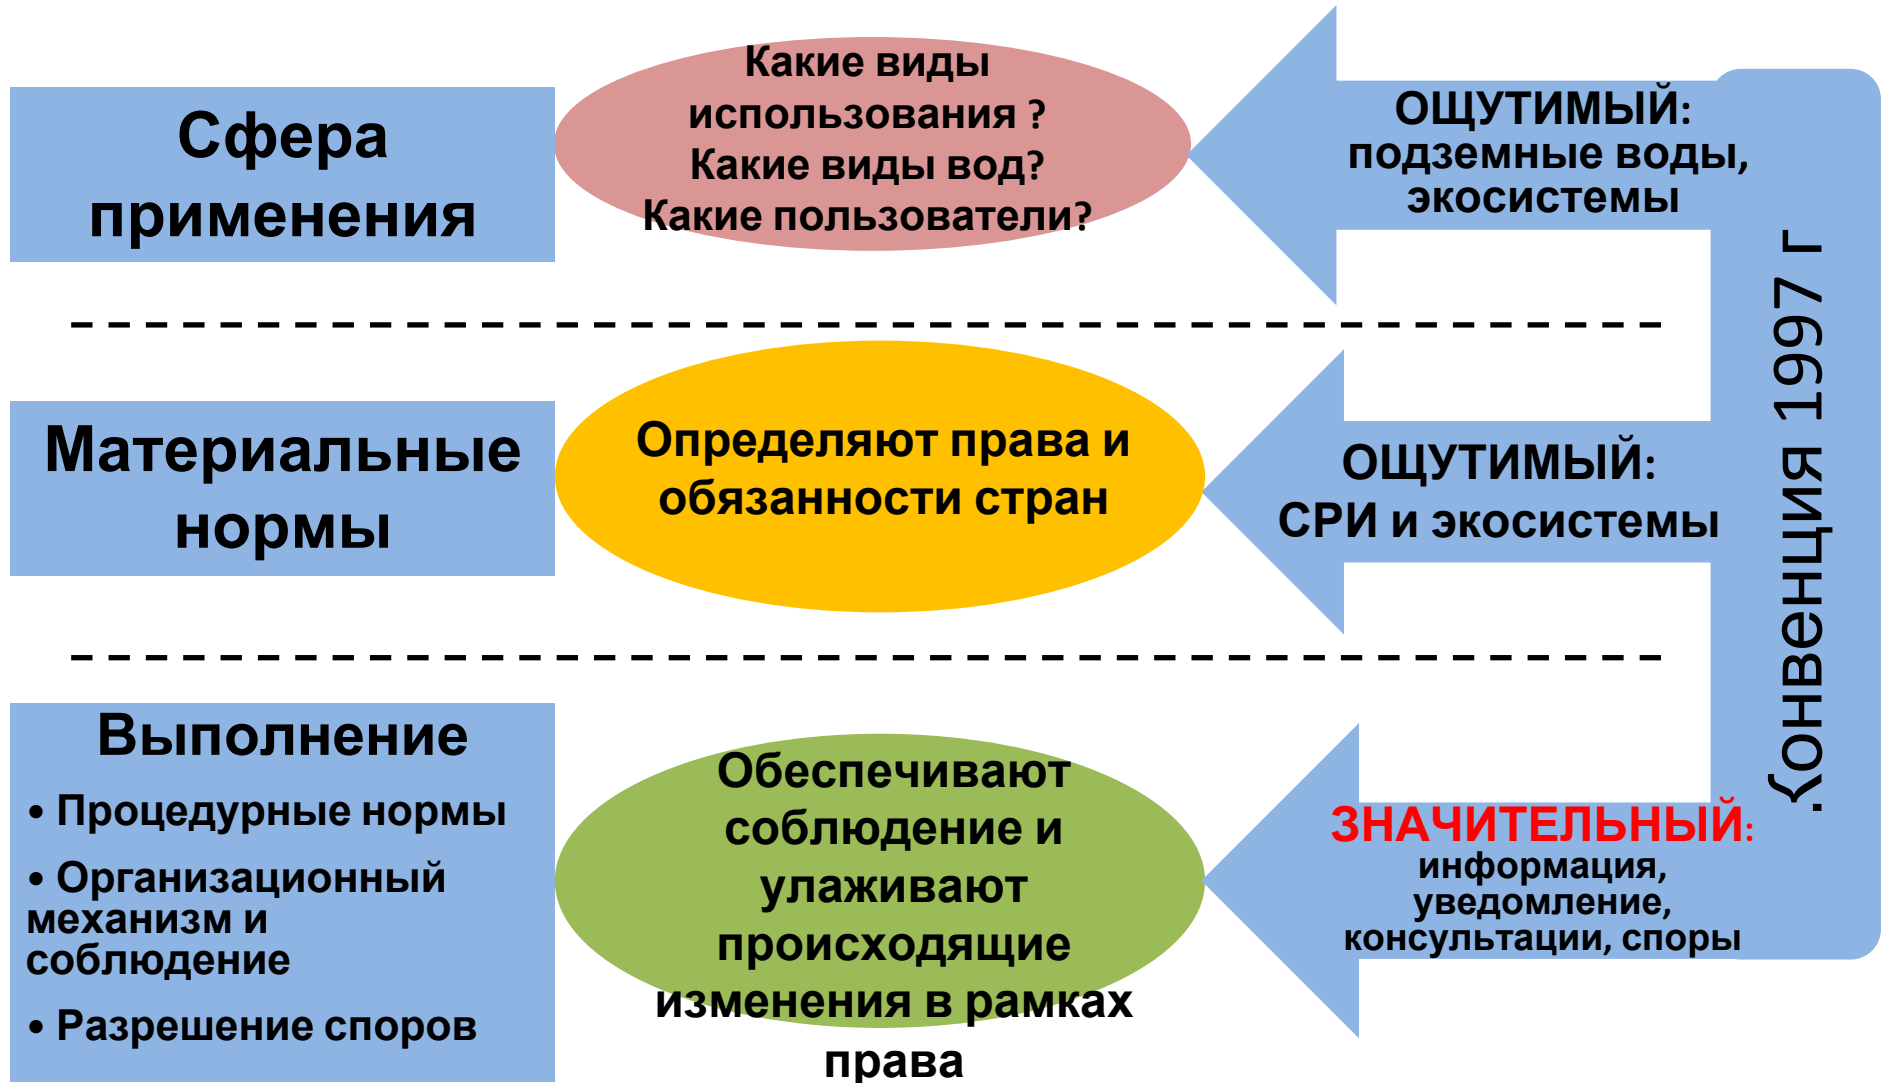 Сфера
применения
Какие виды
использования ?
Какие виды вод?
Какие пользователи?
ОЩУТИМЫЙ:
подземные воды,
экосистемы
Материальные
нормы
Определяют права и
обязанности стран
ОЩУТИМЫЙ:
СРИ и экосистемы
Выполнение
• Процедурные нормы
• Организационный
механизм и
соблюдение
• Разрешение споров
Обеспечивают
соблюдение и
улаживают
происходящие
изменения в рамках
права
ЗНАЧИТЕЛЬНЫЙ:
информация,
уведомление,
консультации, споры
Конвенция 1997 г